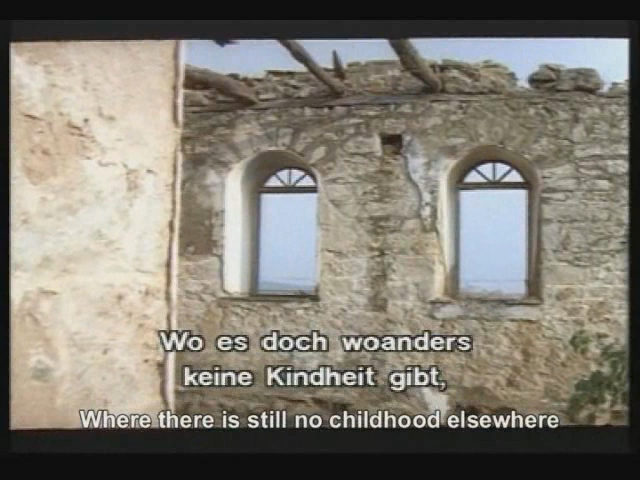 Wo es doch woanders
keine Kindheit gibt,
Where there is still no childhood elsewhere